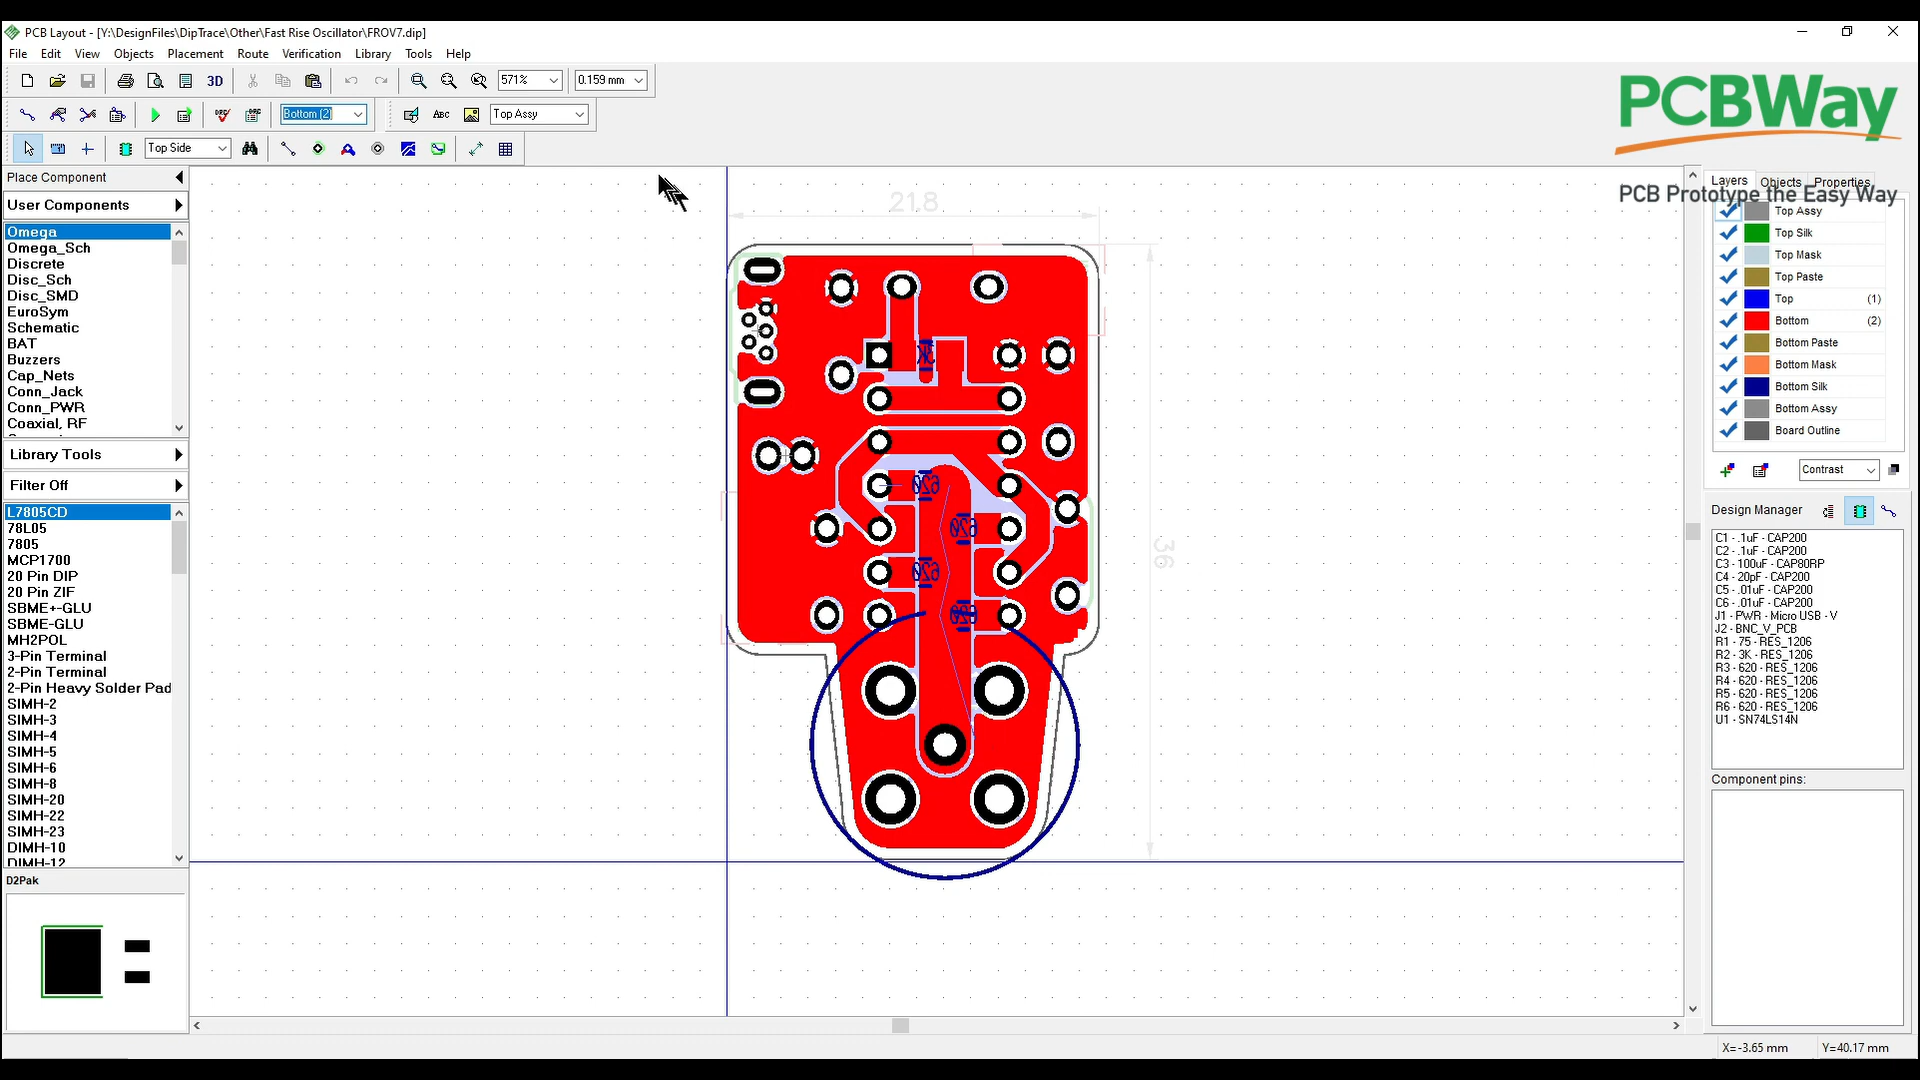 PCB Layout - [Y:\DesignFiles\DipTrace\Other\Fast Rise Oscillator\FROV7.dip]
File Edit View Objects Placement Route Verification Library Tools Help
3D 571% 0.159 mm
Bottom (2) ABC Top Assy
Top Side
PCBWay
PCB Prototype the Easy Way
Place Component
User Components
Omega
Omega_Sch
Discrete
Disc_Sch
Disc_SMD
EuroSym
Schematic
BAT
Buzzers
Cap_Nets
Conn_Jack
Conn_PWR
Coaxial, RF
Library Tools
Filter Off
L7805CD
78L05
7805
MCP1700
20 Pin DIP
20 Pin ZIF
SBME+-GLU
SBME-GLU
MH2POL
3-Pin Terminal
2-Pin Terminal
2-Pin Heavy Solder Pad
SIMH-2
SIMH-3
SIMH-4
SIMH-5
SIMH-6
SIMH-8
SIMH-20
SIMH-22
SIMH-23
DIMH-10
DIMH-12
D2Pak
21.8
3K
620
620
620
620
36
Layers Objects Properties
Top Assy
Top Silk
Top Mask
Top Paste
Top (1)
Bottom (2)
Bottom Paste
Bottom Mask
Bottom Silk
Bottom Assy
Board Outline
Contrast
Design Manager
C1 - .1uF - CAP200
C2 - .1uF - CAP200
C3 - 100uF - CAP80RP
C4 - 20pF - CAP200
C5 - .01uF - CAP200
C6 - .01uF - CAP200
J1 - PWR - Micro USB - V
J2 - BNC_V_PCB
R1 - 75 - RES_1206
R2 - 3K - RES_1206
R3 - 620 - RES_1206
R4 - 620 - RES_1206
R5 - 620 - RES_1206
R6 - 620 - RES_1206
U1 - SN74LS14N
Component pins:
X=-3.65 mm Y=40.17 mm